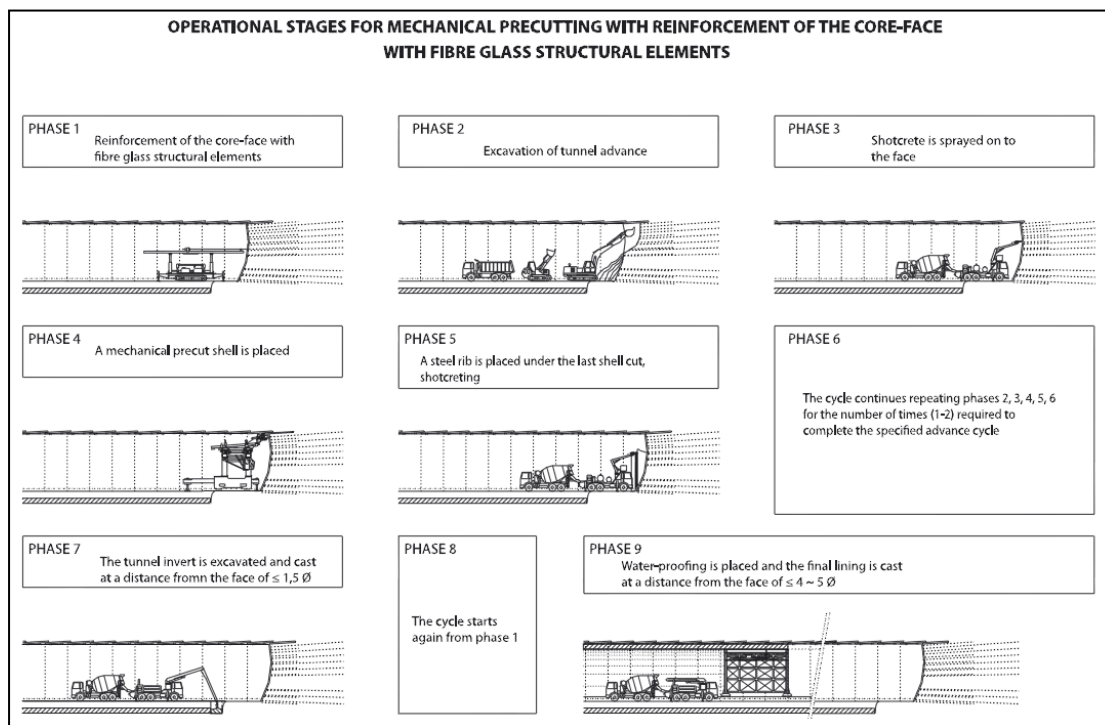 OPERATIONAL STAGES FOR MECHANICAL PRECUTTING WITH REINFORCEMENT OF THE CORE-FACE
WITH FIBRE GLASS STRUCTURAL ELEMENTS
PHASE 1
Reinforcement of the core-face with
fibre glass structural elements
PHASE 2
Excavation of tunnel advance
PHASE 3
Shotcrete is sprayed on to
the face
PHASE 4
A mechanical precut shell is placed
PHASE 5
A steel rib is placed under the last shell cut,
shotcreting
PHASE 6
The cycle continues repeating phases 2, 3, 4, 5, 6
for the number of times (1-2) required to
complete the specified advance cycle
PHASE 7
The tunnel invert is excavated and cast
at a distance fromn the face of ≤ 1,5 Ø
PHASE 8
The cycle starts
again from phase 1
PHASE 9
Water-proofing is placed and the final lining is cast
at a distance from the face of ≤ 4 ~ 5 Ø